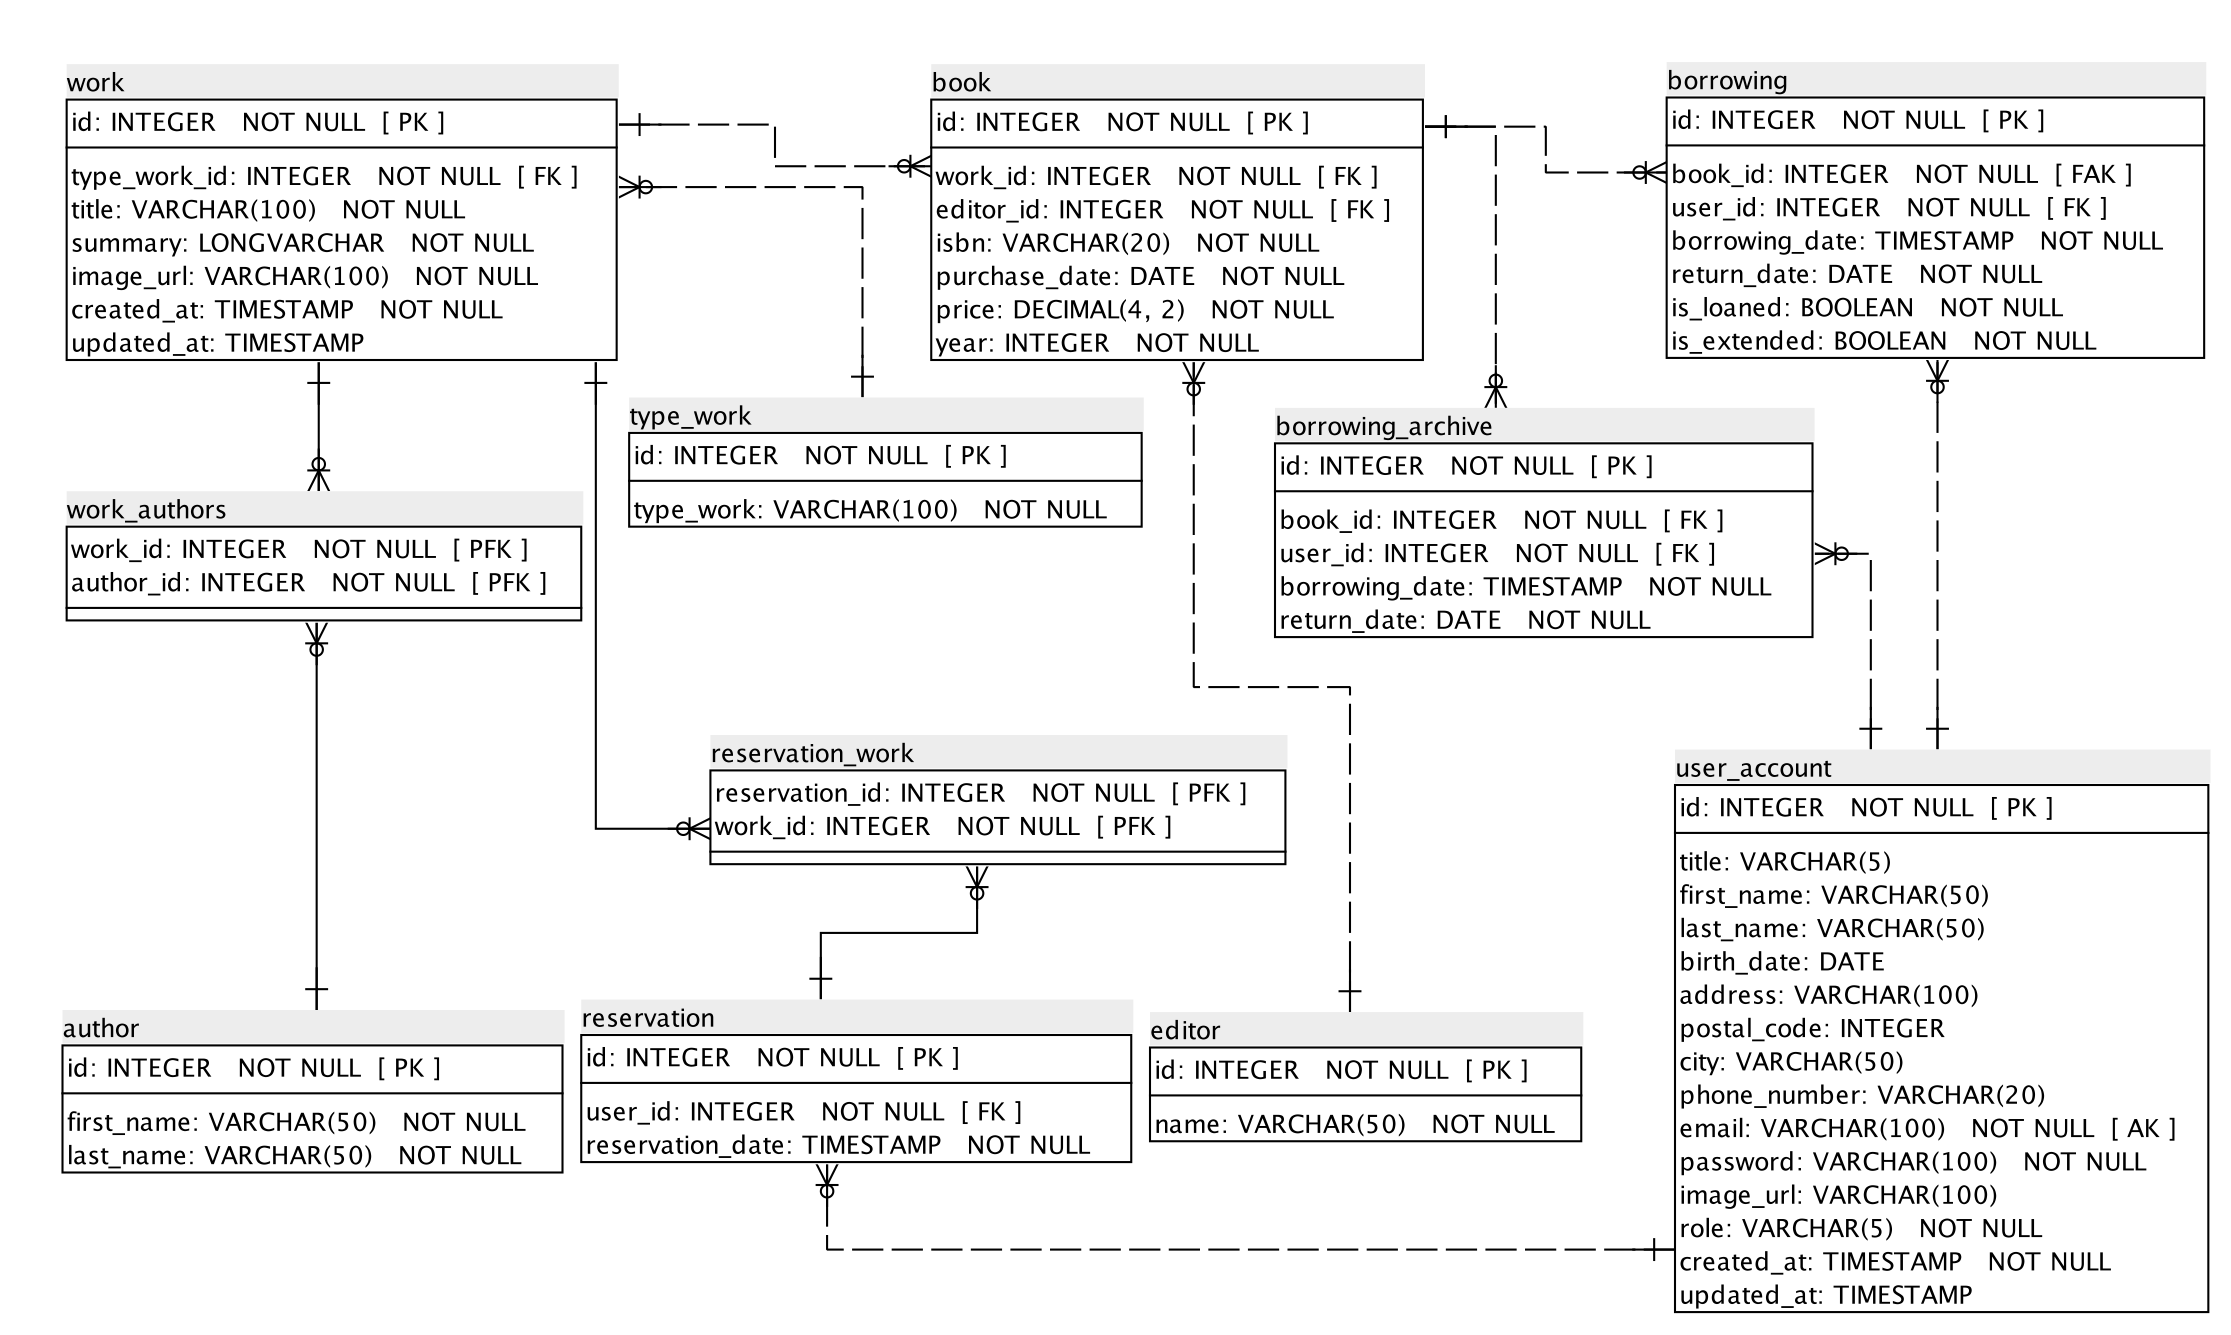 work
id: INTEGER NOT NULL [ PK ]
type_work_id: INTEGER NOT NULL [ FK ]
title: VARCHAR(100) NOT NULL
summary: LONGVARCHAR NOT NULL
image_url: VARCHAR(100) NOT NULL
created_at: TIMESTAMP NOT NULL
updated_at: TIMESTAMP
book
id: INTEGER NOT NULL [ PK ]
work_id: INTEGER NOT NULL [ FK ]
editor_id: INTEGER NOT NULL [ FK ]
isbn: VARCHAR(20) NOT NULL
purchase_date: DATE NOT NULL
price: DECIMAL(4, 2) NOT NULL
year: INTEGER NOT NULL
borrowing
id: INTEGER NOT NULL [ PK ]
book_id: INTEGER NOT NULL [ FAK ]
user_id: INTEGER NOT NULL [ FK ]
borrowing_date: TIMESTAMP NOT NULL
return_date: DATE NOT NULL
is_loaned: BOOLEAN NOT NULL
is_extended: BOOLEAN NOT NULL
type_work
id: INTEGER NOT NULL [ PK ]
type_work: VARCHAR(100) NOT NULL
borrowing_archive
id: INTEGER NOT NULL [ PK ]
book_id: INTEGER NOT NULL [ FK ]
user_id: INTEGER NOT NULL [ FK ]
borrowing_date: TIMESTAMP NOT NULL
return_date: DATE NOT NULL
work_authors
work_id: INTEGER NOT NULL [ PFK ]
author_id: INTEGER NOT NULL [ PFK ]
reservation_work
reservation_id: INTEGER NOT NULL [ PFK ]
work_id: INTEGER NOT NULL [ PFK ]
user_account
id: INTEGER NOT NULL [ PK ]
title: VARCHAR(5)
first_name: VARCHAR(50)
last_name: VARCHAR(50)
birth_date: DATE
address: VARCHAR(100)
postal_code: INTEGER
city: VARCHAR(50)
phone_number: VARCHAR(20)
email: VARCHAR(100) NOT NULL [ AK ]
password: VARCHAR(100) NOT NULL
image_url: VARCHAR(100)
role: VARCHAR(5) NOT NULL
created_at: TIMESTAMP NOT NULL
updated_at: TIMESTAMP
author
id: INTEGER NOT NULL [ PK ]
first_name: VARCHAR(50) NOT NULL
last_name: VARCHAR(50) NOT NULL
reservation
id: INTEGER NOT NULL [ PK ]
user_id: INTEGER NOT NULL [ FK ]
reservation_date: TIMESTAMP NOT NULL
editor
id: INTEGER NOT NULL [ PK ]
name: VARCHAR(50) NOT NULL